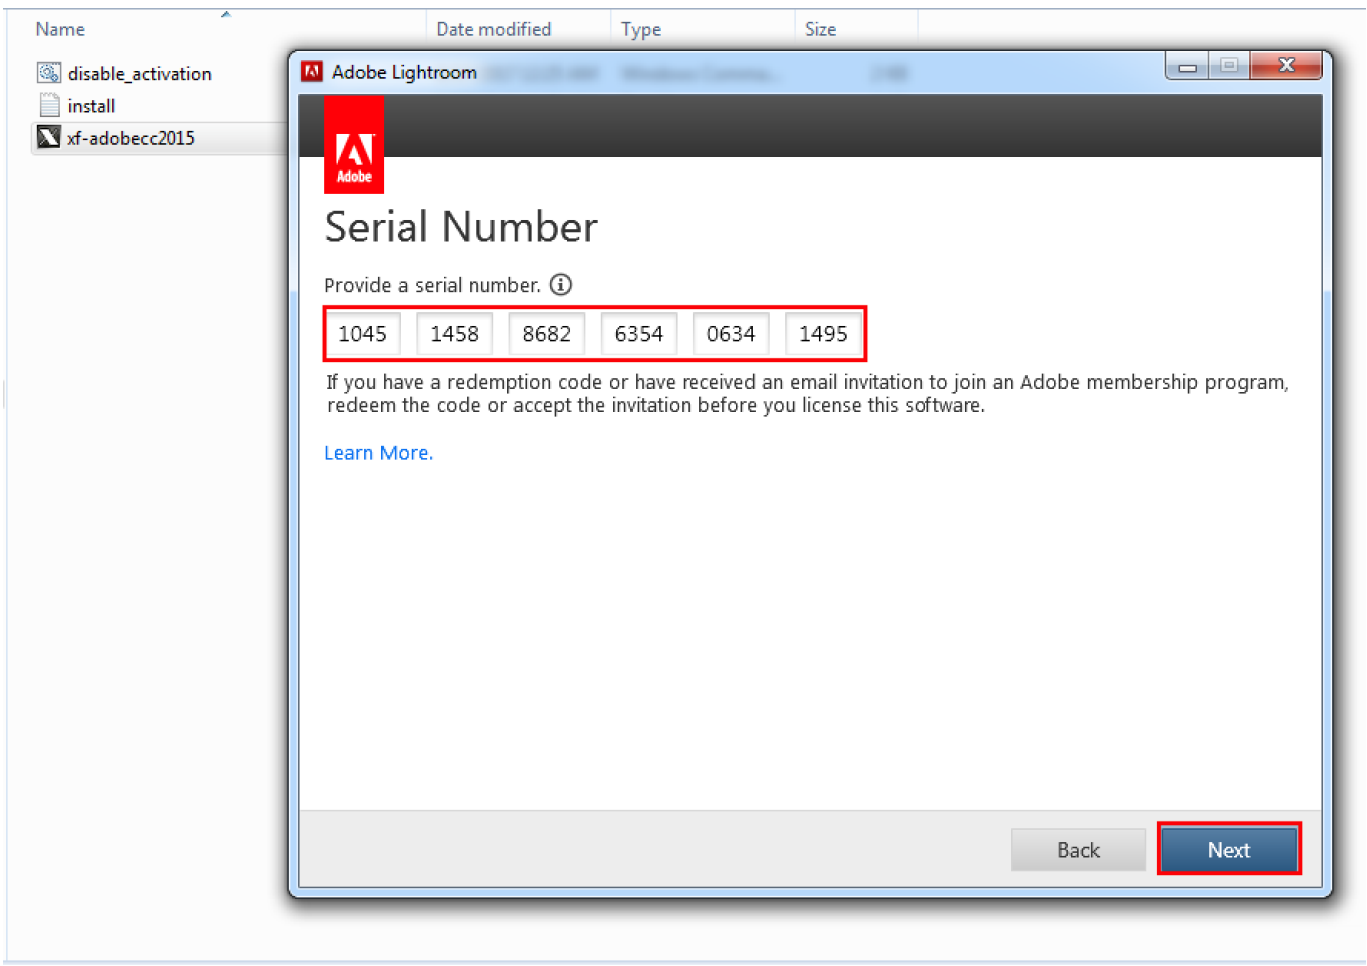 Name
Date modified
Type
Size
disable_activation
install
xf-adobecc2015
Adobe Lightroom
Adobe
Serial Number
Provide a serial number.
1045 1458 8682 6354 0634 1495
If you have a redemption code or have received an email invitation to join an Adobe membership program,
redeem the code or accept the invitation before you license this software.
Learn More.
Back
Next